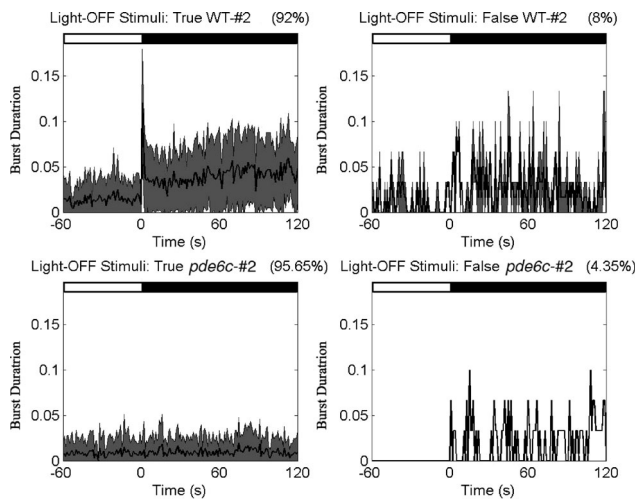 Light-OFF Stimuli: True WT-#2 (92%)
Light-OFF Stimuli: False WT-#2 (8%)
Burst Duratrion
0.15
0.1
0.05
0
-60
0
60
120
Time (s)
Burst Duratrion
0.15
0.1
0.05
0
-60
0
60
120
Time (s)
Light-OFF Stimuli: True pde6c-#2 (95.65%)
Light-OFF Stimuli: False pde6c-#2 (4.35%)
Burst Duratrion
0.15
0.1
0.05
0
-60
0
60
120
Time (s)
Burst Duratrion
0.15
0.1
0.05
0
-60
0
60
120
Time (s)